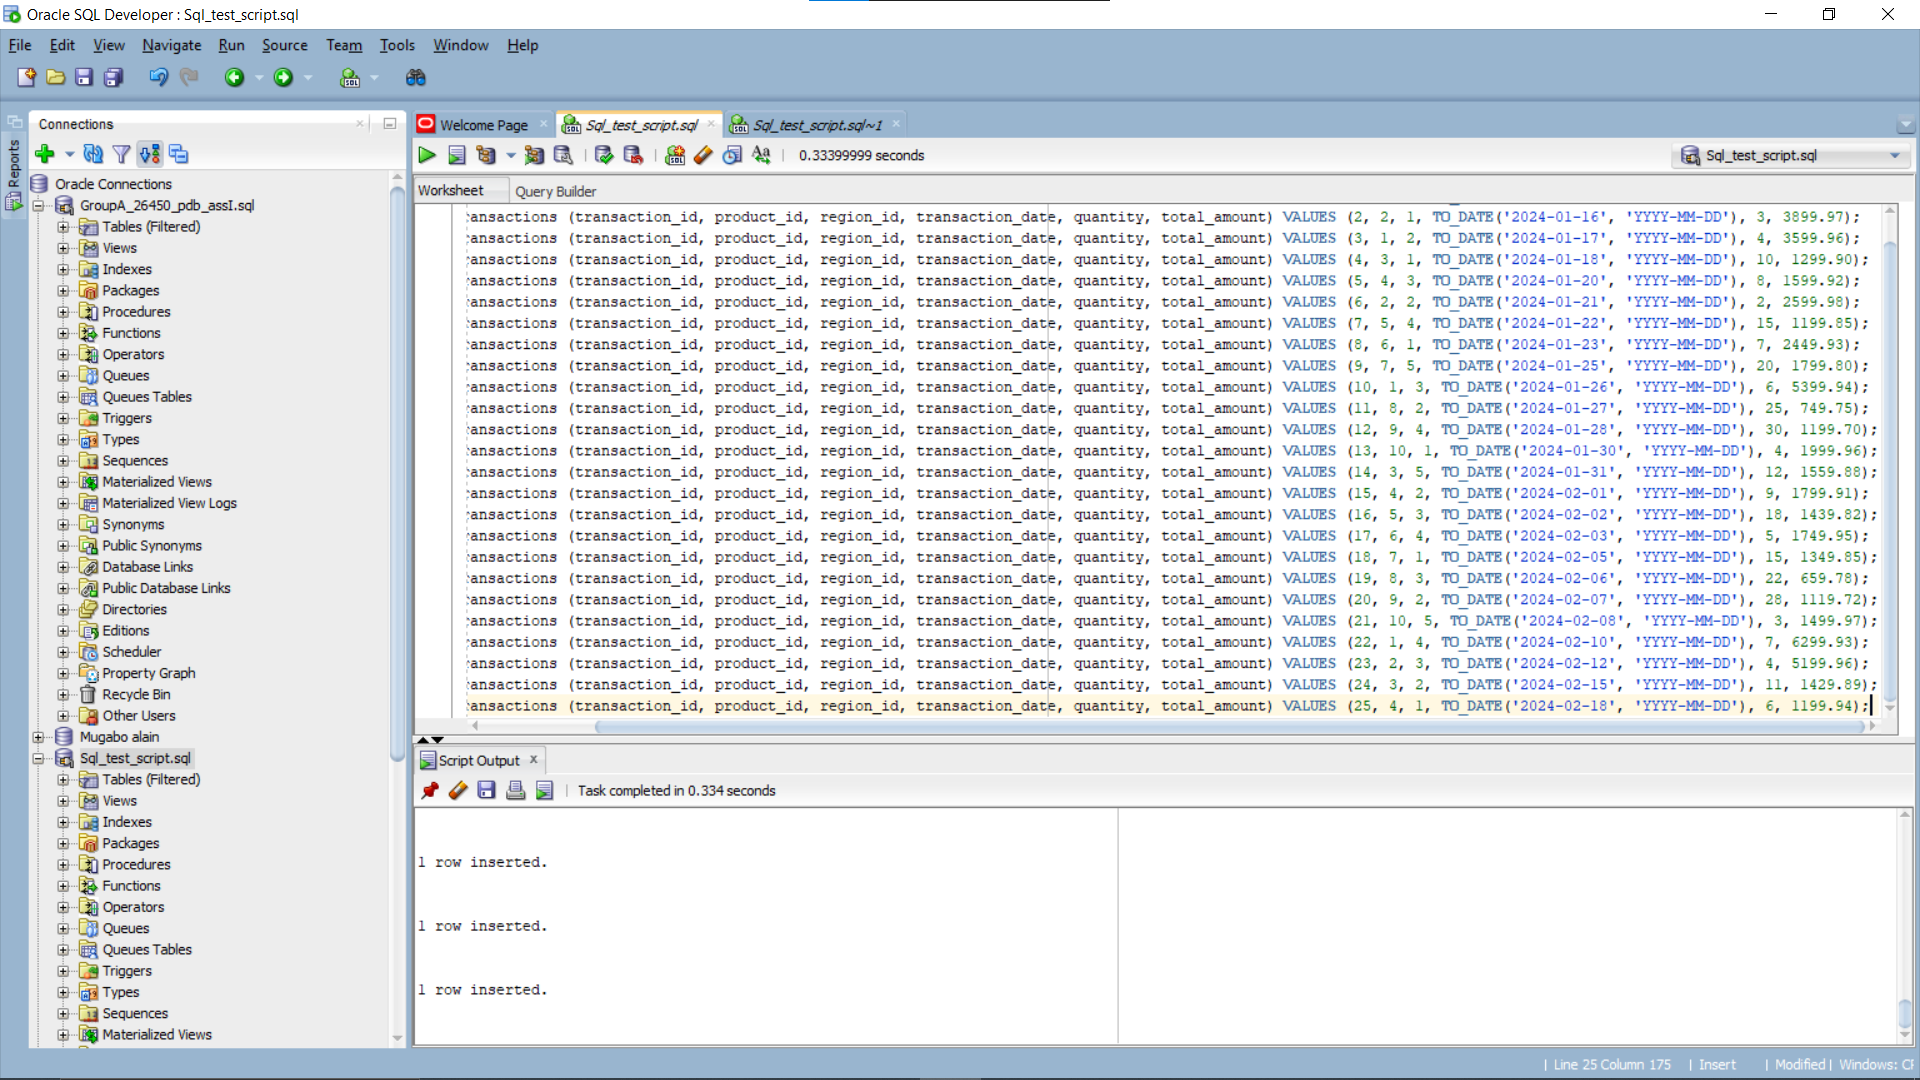 Oracle SQL Developer : Sql_test_script.sql
File Edit View Navigate Run Source Team Tools Window Help
Reports
Connections
Oracle Connections
GroupA_26450_pdb_assI.sql
Tables (Filtered)
Views
Indexes
Packages
Procedures
Functions
Operators
Queues
Queues Tables
Triggers
Types
Sequences
Materialized Views
Materialized View Logs
Synonyms
Public Synonyms
Database Links
Public Database Links
Directories
Editions
Scheduler
Property Graph
Recycle Bin
Other Users
Mugabo alain
Sql_test_script.sql
Tables (Filtered)
Views
Indexes
Packages
Procedures
Functions
Operators
Queues
Queues Tables
Triggers
Types
Sequences
Materialized Views
Welcome Page Sql_test_script.sql Sql_test_script.sql~1
0.33399999 seconds Sql_test_script.sql
Worksheet Query Builder
ansactions (transaction_id, product_id, region_id, transaction_date, quantity, total_amount) VALUES (2, 2, 1, TO_DATE('2024-01-16', 'YYYY-MM-DD'), 3, 3899.97);
ansactions (transaction_id, product_id, region_id, transaction_date, quantity, total_amount) VALUES (3, 1, 2, TO_DATE('2024-01-17', 'YYYY-MM-DD'), 4, 3599.96);
ansactions (transaction_id, product_id, region_id, transaction_date, quantity, total_amount) VALUES (4, 3, 1, TO_DATE('2024-01-18', 'YYYY-MM-DD'), 10, 1299.90);
ansactions (transaction_id, product_id, region_id, transaction_date, quantity, total_amount) VALUES (5, 4, 3, TO_DATE('2024-01-20', 'YYYY-MM-DD'), 8, 1599.92);
ansactions (transaction_id, product_id, region_id, transaction_date, quantity, total_amount) VALUES (6, 2, 2, TO_DATE('2024-01-21', 'YYYY-MM-DD'), 2, 2599.98);
ansactions (transaction_id, product_id, region_id, transaction_date, quantity, total_amount) VALUES (7, 5, 4, TO_DATE('2024-01-22', 'YYYY-MM-DD'), 15, 1199.85);
ansactions (transaction_id, product_id, region_id, transaction_date, quantity, total_amount) VALUES (8, 6, 1, TO_DATE('2024-01-23', 'YYYY-MM-DD'), 7, 2449.93);
ansactions (transaction_id, product_id, region_id, transaction_date, quantity, total_amount) VALUES (9, 7, 5, TO_DATE('2024-01-25', 'YYYY-MM-DD'), 20, 1799.80);
ansactions (transaction_id, product_id, region_id, transaction_date, quantity, total_amount) VALUES (10, 1, 3, TO_DATE('2024-01-26', 'YYYY-MM-DD'), 6, 5399.94);
ansactions (transaction_id, product_id, region_id, transaction_date, quantity, total_amount) VALUES (11, 8, 2, TO_DATE('2024-01-27', 'YYYY-MM-DD'), 25, 749.75);
ansactions (transaction_id, product_id, region_id, transaction_date, quantity, total_amount) VALUES (12, 9, 4, TO_DATE('2024-01-28', 'YYYY-MM-DD'), 30, 1199.70);
ansactions (transaction_id, product_id, region_id, transaction_date, quantity, total_amount) VALUES (13, 10, 1, TO_DATE('2024-01-30', 'YYYY-MM-DD'), 4, 1999.96);
ansactions (transaction_id, product_id, region_id, transaction_date, quantity, total_amount) VALUES (14, 3, 5, TO_DATE('2024-01-31', 'YYYY-MM-DD'), 12, 1559.88);
ansactions (transaction_id, product_id, region_id, transaction_date, quantity, total_amount) VALUES (15, 4, 2, TO_DATE('2024-02-01', 'YYYY-MM-DD'), 9, 1799.91);
ansactions (transaction_id, product_id, region_id, transaction_date, quantity, total_amount) VALUES (16, 5, 3, TO_DATE('2024-02-02', 'YYYY-MM-DD'), 18, 1439.82);
ansactions (transaction_id, product_id, region_id, transaction_date, quantity, total_amount) VALUES (17, 6, 4, TO_DATE('2024-02-03', 'YYYY-MM-DD'), 5, 1749.95);
ansactions (transaction_id, product_id, region_id, transaction_date, quantity, total_amount) VALUES (18, 7, 1, TO_DATE('2024-02-05', 'YYYY-MM-DD'), 15, 1349.85);
ansactions (transaction_id, product_id, region_id, transaction_date, quantity, total_amount) VALUES (19, 8, 3, TO_DATE('2024-02-06', 'YYYY-MM-DD'), 22, 659.78);
ansactions (transaction_id, product_id, region_id, transaction_date, quantity, total_amount) VALUES (20, 9, 2, TO_DATE('2024-02-07', 'YYYY-MM-DD'), 28, 1119.72);
ansactions (transaction_id, product_id, region_id, transaction_date, quantity, total_amount) VALUES (21, 10, 5, TO_DATE('2024-02-08', 'YYYY-MM-DD'), 3, 1499.97);
ansactions (transaction_id, product_id, region_id, transaction_date, quantity, total_amount) VALUES (22, 1, 4, TO_DATE('2024-02-10', 'YYYY-MM-DD'), 7, 6299.93);
ansactions (transaction_id, product_id, region_id, transaction_date, quantity, total_amount) VALUES (23, 2, 3, TO_DATE('2024-02-12', 'YYYY-MM-DD'), 4, 5199.96);
ansactions (transaction_id, product_id, region_id, transaction_date, quantity, total_amount) VALUES (24, 3, 2, TO_DATE('2024-02-15', 'YYYY-MM-DD'), 11, 1429.89);
ansactions (transaction_id, product_id, region_id, transaction_date, quantity, total_amount) VALUES (25, 4, 1, TO_DATE('2024-02-18', 'YYYY-MM-DD'), 6, 1199.94);
Script Output
Task completed in 0.334 seconds
1 row inserted.
1 row inserted.
1 row inserted.
Line 25 Column 175 | Insert | Modified | Windows: CF